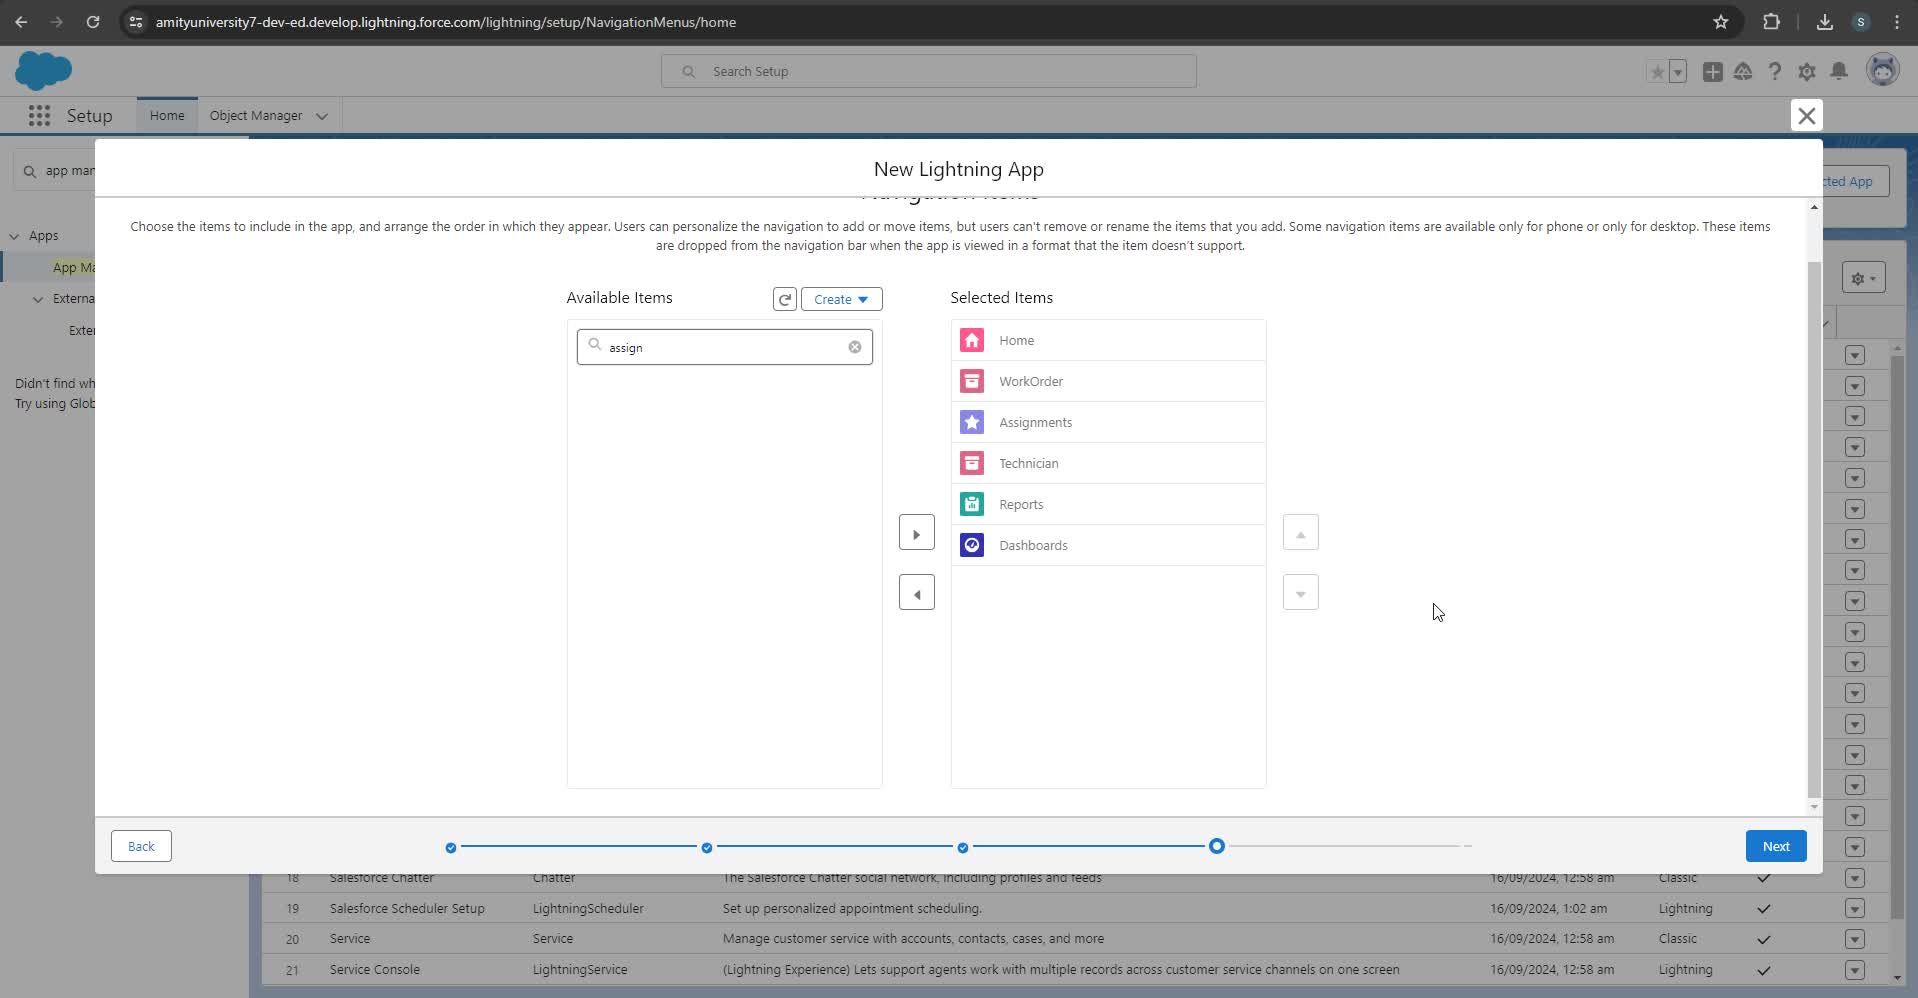 amityuniversity7-dev-ed.develop.lightning.force.com/lightning/setup/NavigationMenus/home
S
Search Setup
Setup
Home
Object Manager
New Lightning App
app man
cted App
Navigation Items
Choose the items to include in the app, and arrange the order in which they appear. Users can personalize the navigation to add or move items, but users can't remove or rename the items that you add. Some navigation items are available only for phone or only for desktop. These items
are dropped from the navigation bar when the app is viewed in a format that the item doesn't support.
Apps
App Ma
Externa
Exter
Didn't find wh
Try using Glob
Available Items
Create
Selected Items
assign
Home
WorkOrder
Assignments
Technician
Reports
Dashboards
Back
Next
18 Salesforce Chatter Chatter The Salesforce Chatter social network, including profiles and feeds 16/09/2024, 12:58 am Classic
19 Salesforce Scheduler Setup LightningScheduler Set up personalized appointment scheduling. 16/09/2024, 1:02 am Lightning
20 Service Service Manage customer service with accounts, contacts, cases, and more 16/09/2024, 12:58 am Classic
21 Service Console LightningService (Lightning Experience) Lets support agents work with multiple records across customer service channels on one screen 16/09/2024, 12:58 am Lightning